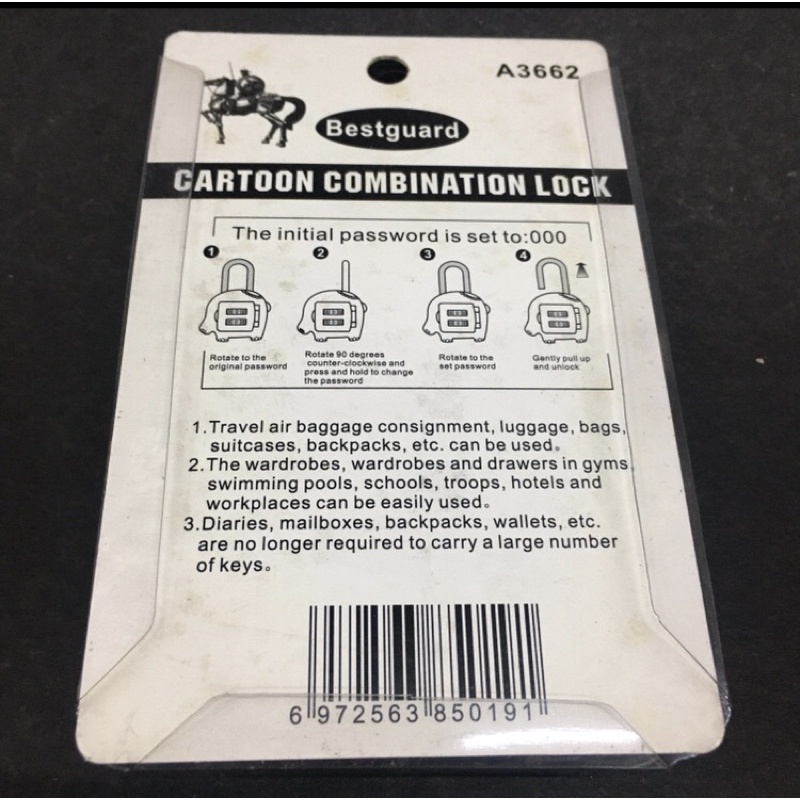 A3662
Bestguard
CARTOON COMBINATION LOCK
The initial password is set to:000
1 2 3 4
Rotate to the
original password
Rotate 90 degrees
counter-clockwise and
press and hold to change
the password
Rotate to the
set password
Gently pull up
and unlock
1.Travel air baggage consignment, luggage, bags,
suitcases, backpacks, etc. can be used。
2.The wardrobes, wardrobes and drawers in gyms,
swimming pools, schools, troops, hotels and
workplaces can be easily used。
3.Diaries, mailboxes, backpacks, wallets, etc.
are no longer required to carry a large number
of keys。
6 972563 850191